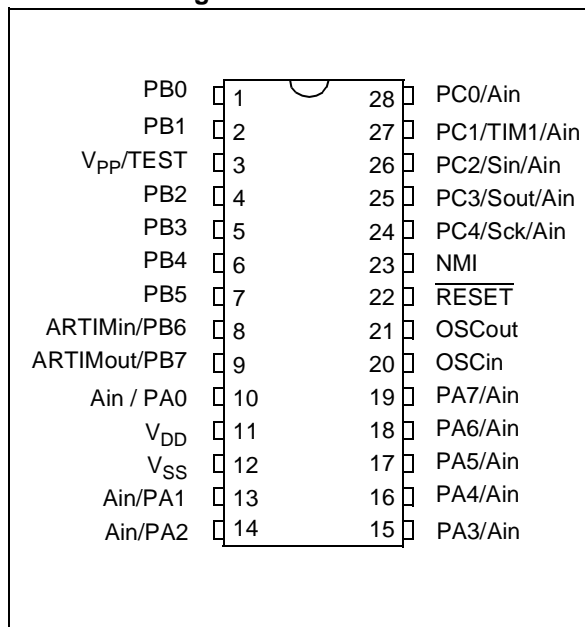 PB0 1 28 PC0/Ain
PB1 2 27 PC1/TIM1/Ain
VPP/TEST 3 26 PC2/Sin/Ain
PB2 4 25 PC3/Sout/Ain
PB3 5 24 PC4/Sck/Ain
PB4 6 23 NMI
PB5 7 22 RESET
ARTIMin/PB6 8 21 OSCout
ARTIMout/PB7 9 20 OSCin
Ain / PA0 10 19 PA7/Ain
VDD 11 18 PA6/Ain
VSS 12 17 PA5/Ain
Ain/PA1 13 16 PA4/Ain
Ain/PA2 14 15 PA3/Ain